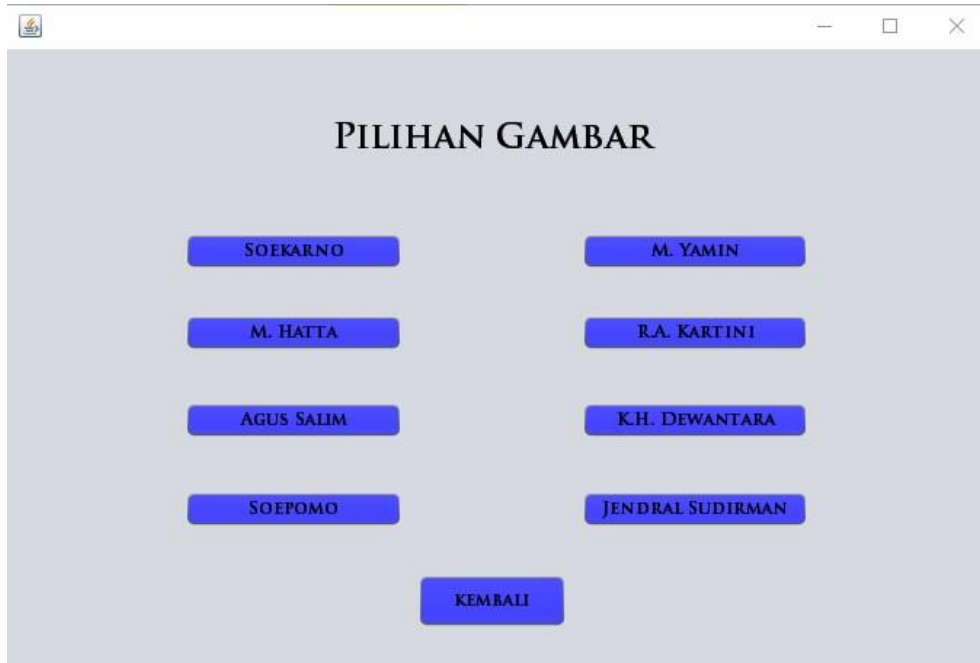 Pilihan Gambar
Soekarno
M. Yamin
M. Hatta
R.A. Kartini
Agus Salim
K.H. Dewantara
Soepomo
Jendral Sudirman
kembali